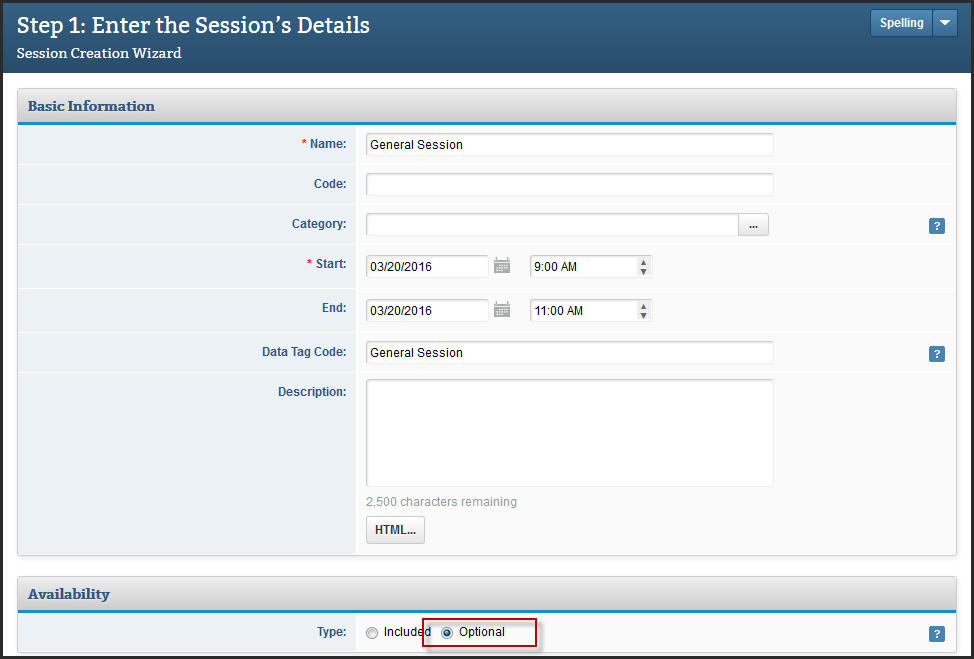 Step 1: Enter the Session's Details
Spelling
Session Creation Wizard
Basic Information
* Name: General Session
Code:
Category: ...
?
* Start: 03/20/2016 9:00 AM
End: 03/20/2016 11:00 AM
Data Tag Code: General Session
?
Description:
2,500 characters remaining
HTML...
Availability
Type: Included Optional
?